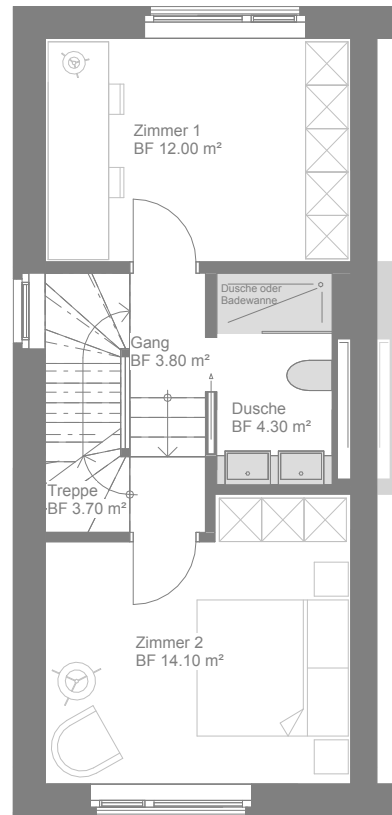 Zimmer 1
BF 12.00 m²
Dusche oder
Badewanne
Gang
BF 3.80 m²
Dusche
BF 4.30 m²
Treppe
BF 3.70 m²
Zimmer 2
BF 14.10 m²